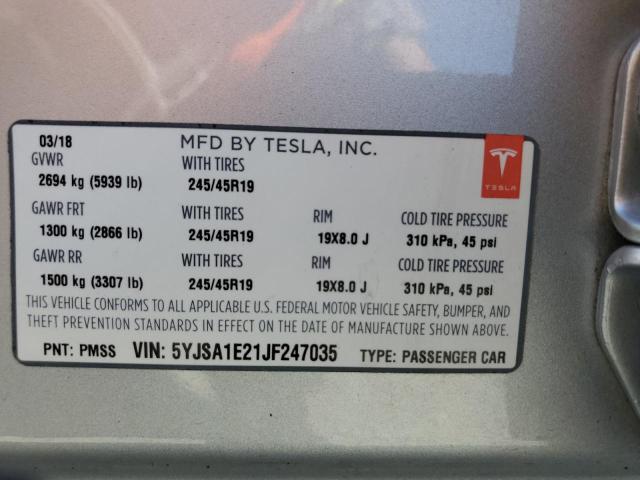 03/18 MFD BY TESLA, INC.
GVWR WITH TIRES
2694 kg (5939 lb) 245/45R19
TESLA
GAWR FRT WITH TIRES RIM COLD TIRE PRESSURE
1300 kg (2866 lb) 245/45R19 19X8.0 J 310 kPa, 45 psi
GAWR RR WITH TIRES RIM COLD TIRE PRESSURE
1500 kg (3307 lb) 245/45R19 19X8.0 J 310 kPa, 45 psi
THIS VEHICLE CONFORMS TO ALL APPLICABLE U.S. FEDERAL MOTOR VEHICLE SAFETY, BUMPER, AND
THEFT PREVENTION STANDARDS IN EFFECT ON THE DATE OF MANUFACTURE SHOWN ABOVE.
PNT: PMSS VIN: 5YJSA1E21JF247035 TYPE: PASSENGER CAR